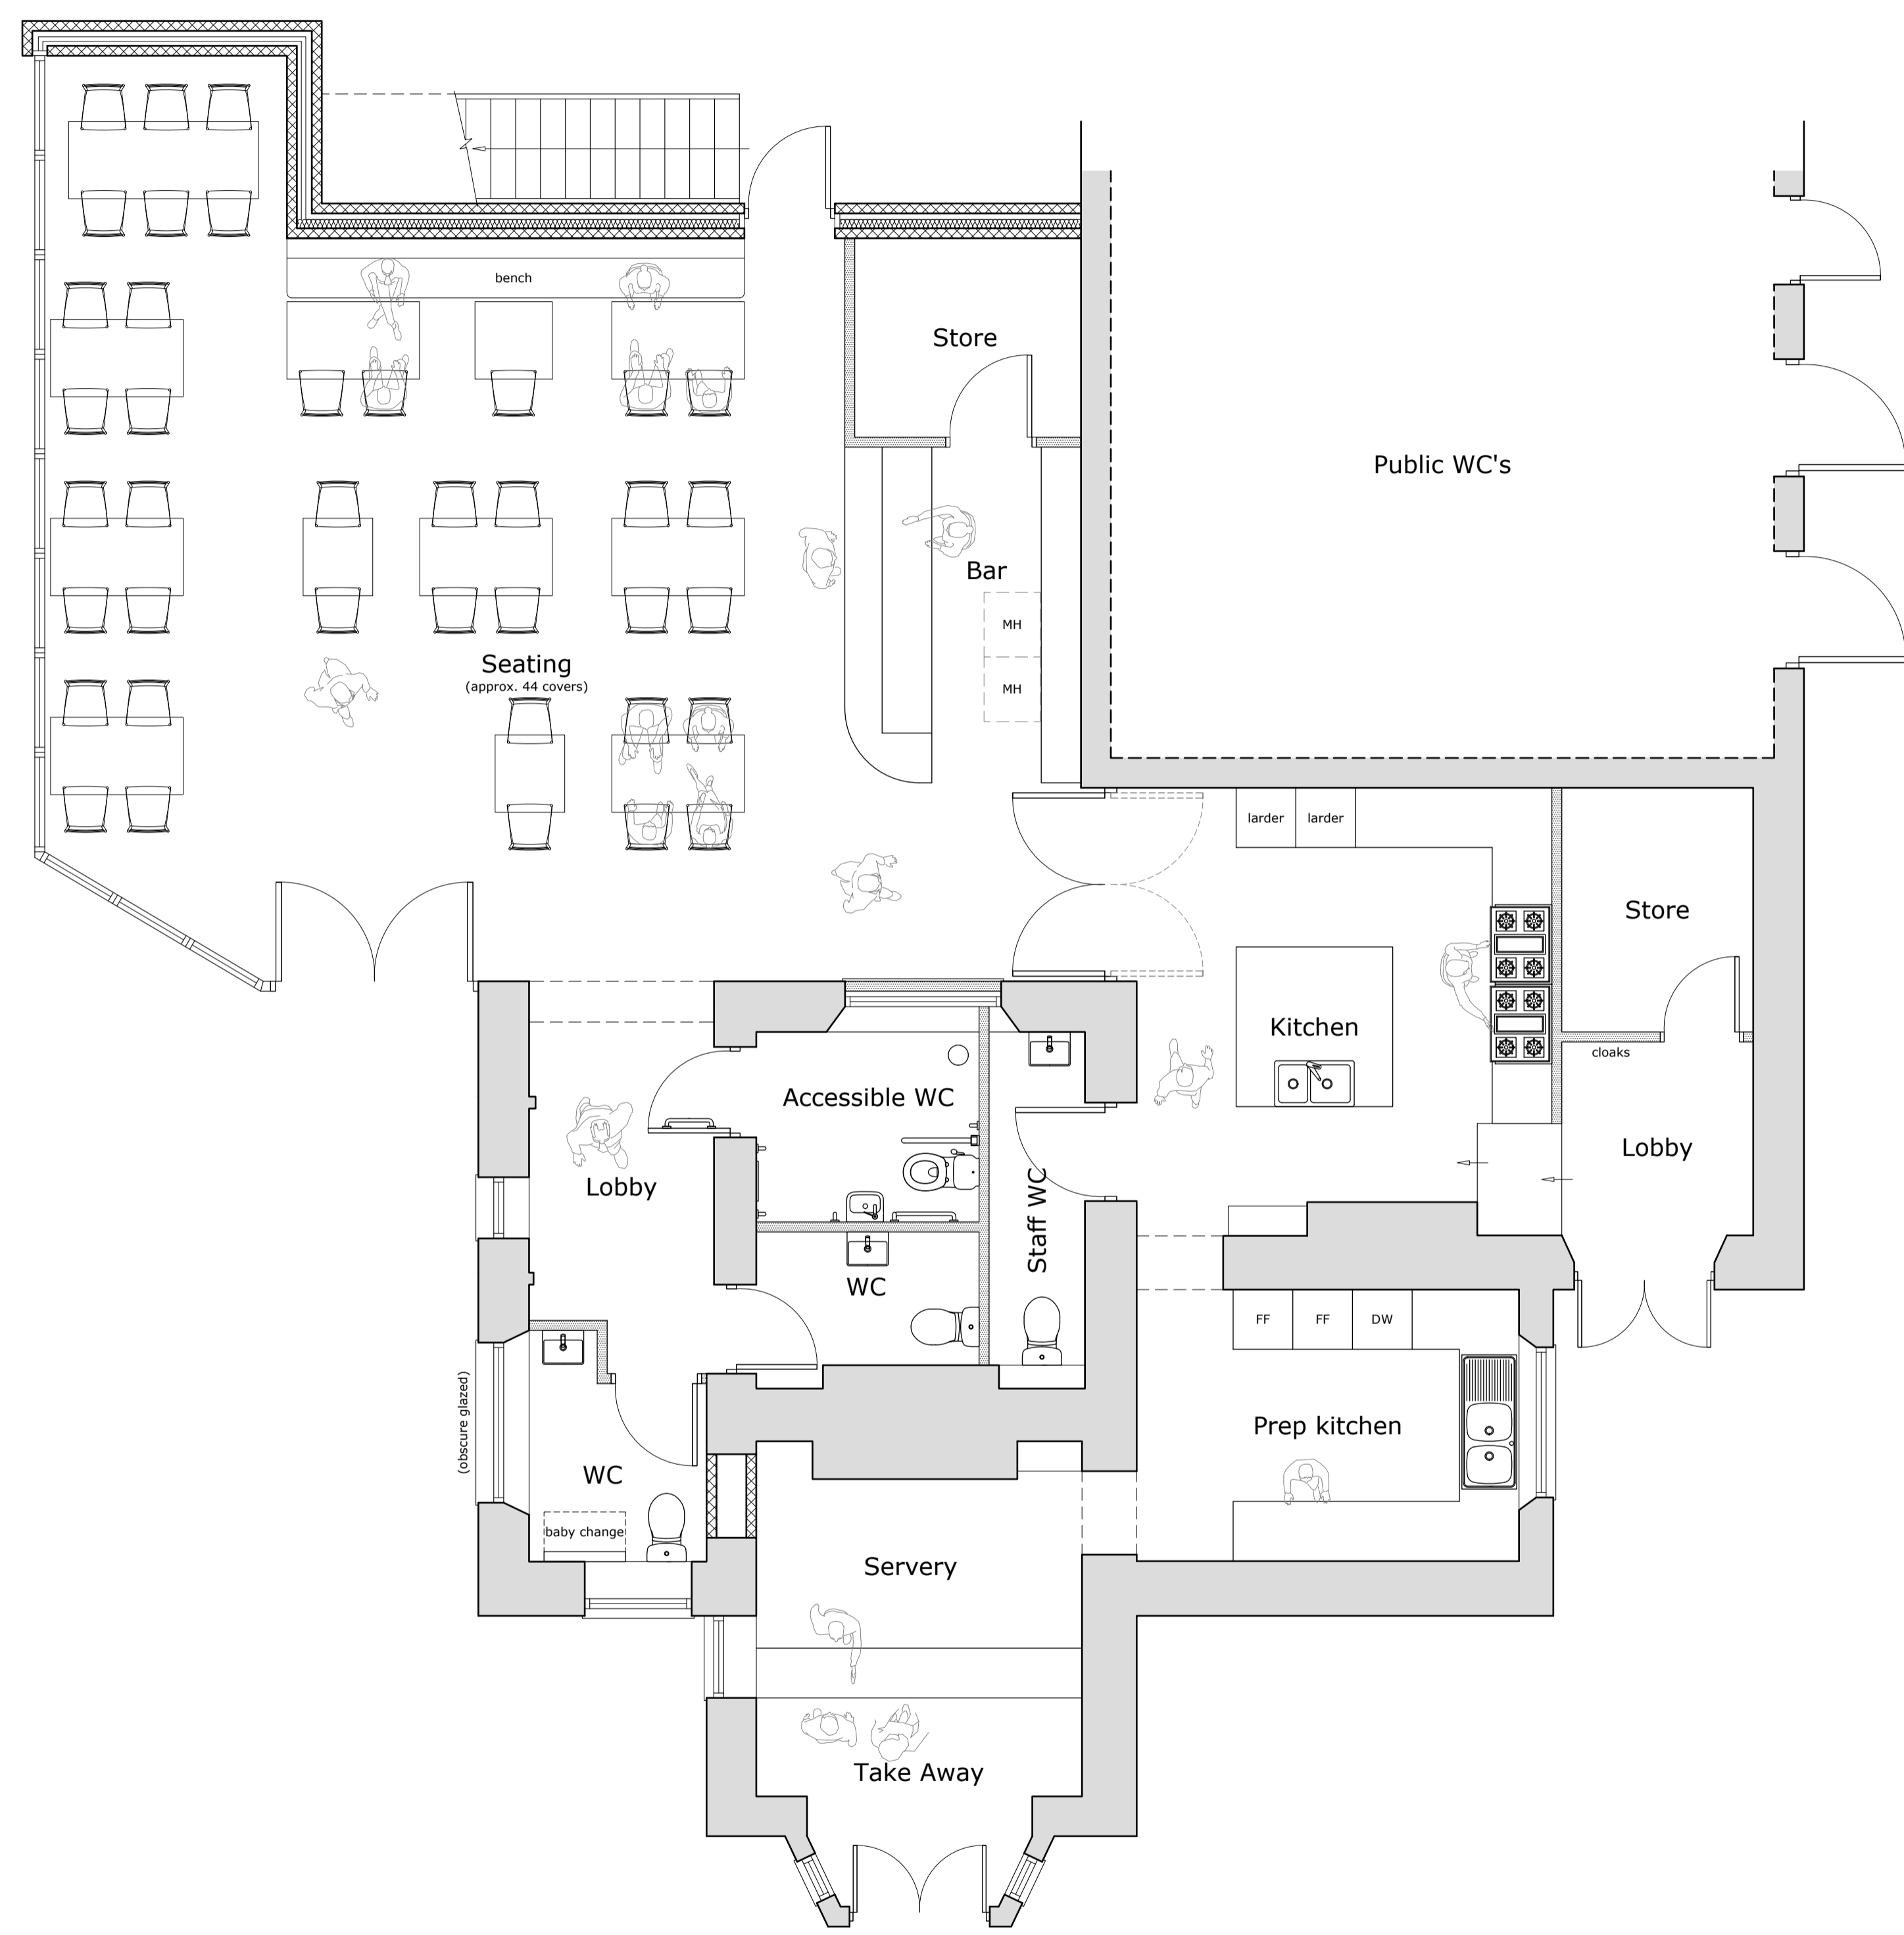 bench
Store
Public WC's
Bar
MH
MH
Seating
(approx. 44 covers)
larder
larder
Store
Kitchen
cloaks
Accessible WC
Lobby
Lobby
Staff WC
WC
FF
FF
DW
(obscure glazed)
Prep kitchen
WC
baby change
Servery
Take Away